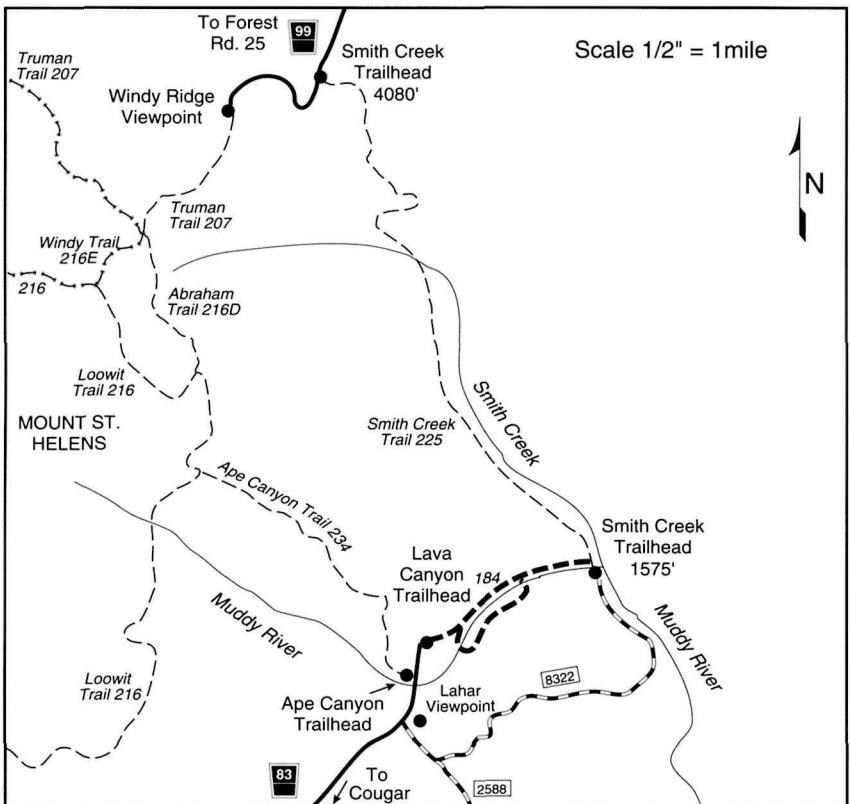 To Forest
Rd. 25
99
Scale 1/2" = 1mile
Smith Creek
Trailhead
4080'
Truman
Trail 207
Windy Ridge
Viewpoint
N
Truman
Trail 207
Windy Trail
216E
216
Abraham
Trail 216D
Loowit
Trail 216
MOUNT ST.
HELENS
Smith Creek
Smith Creek
Trail 225
Ape Canyon Trail 234
Smith Creek
Trailhead
1575'
Lava
Canyon
Trailhead
184
Muddy River
Muddy River
Loowit
Trail 216
8322
Ape Canyon
Trailhead
Lahar
Viewpoint
83
To
Cougar
2588